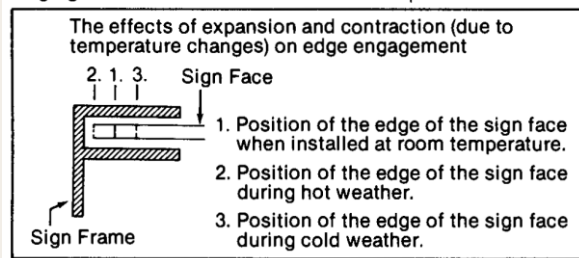 The effects of expansion and contraction (due to
temperature changes) on edge engagement
2. 1. 3. Sign Face
1. Position of the edge of the sign face
when installed at room temperature.
2. Position of the edge of the sign face
during hot weather.
3. Position of the edge of the sign face
during cold weather.
Sign Frame